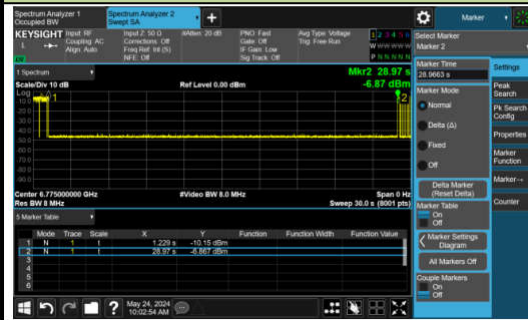 Spectrum Analyzer 1
Occupied BW
Spectrum Analyzer 2
Swept SA
+
Marker
KEYSIGHT
L
Input: RF
Coupling: AC
Align: Auto
Input Z: 50 Ω
Corrections: Off
Freq Ref: Int (S)
NFE: Off
#Atten: 20 dB
PNO: Fast
Gate: Off
IF Gain: Low
Sig Track: Off
Avg Type: Voltage
Trig: Free Run
1 Spectrum
Scale/Div 10 dB
Log
Ref Level 0.00 dBm
Mkr2 28.97 s
-6.87 dBm
1
2
Center 6.775000000 GHz
Res BW 8 MHz
#Video BW 8.0 MHz
Span 0 Hz
Sweep 30.0 s (8001 pts)
5 Marker Table
Mode Trace Scale X Y Function Function Width Function Value
1 N 1 t 1.229 s -10.15 dBm
2 N 1 t 28.97 s -6.867 dBm
3
4
5
6
Select Marker
Marker 2
Marker Time
28.9663 s
Marker Mode
Normal
Delta (Δ)
Fixed
Off
Delta Marker
(Reset Delta)
Marker Table
On
Off
Marker Settings
Diagram
All Markers Off
Couple Markers
On
Off
Settings
Peak
Search
Pk Search
Config
Properties
Marker
Function
Marker→
Counter
?
May 24, 2024
10:02:54 AM